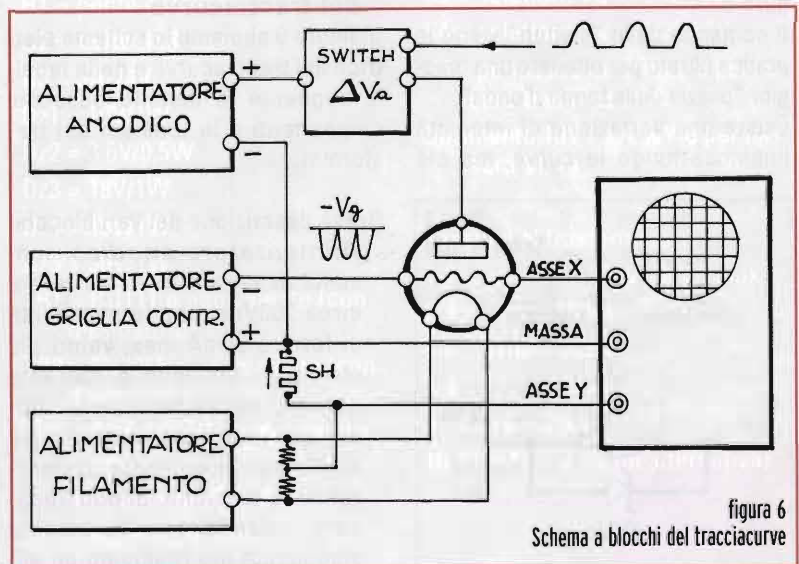 SWITCH
ΔVa
ALIMENTATORE
ANODICO
+
−
-Vg
ALIMENTATORE
GRIGLIA CONTR.
+
SH
ASSE X
MASSA
ASSE Y
ALIMENTATORE
FILAMENTO
figura 6
Schema a blocchi del tracciacurve